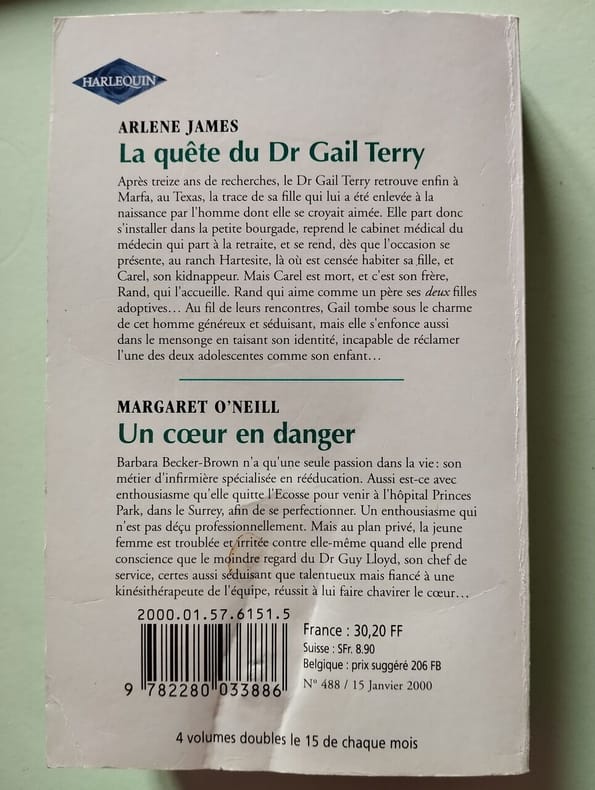 HARLEQUIN
ARLENE JAMES
La quête du Dr Gail Terry
Après treize ans de recherches, le Dr Gail Terry retrouve enfin à
Marfa, au Texas, la trace de sa fille qui lui a été enlevée à la
naissance par l'homme dont elle se croyait aimée. Elle part donc
s'installer dans la petite bourgade, reprend le cabinet médical du
médecin qui part à la retraite, et se rend, dès que l'occasion se
présente, au ranch Hartesite, là où est censée habiter sa fille, et
Carel, son kidnappeur. Mais Carel est mort, et c'est son frère,
Rand, qui l'accueille. Rand qui aime comme un père ses deux filles
adoptives... Au fil de leurs rencontres, Gail tombe sous le charme
de cet homme généreux et séduisant, mais elle s'enfonce aussi
dans le mensonge en taisant son identité, incapable de réclamer
l'une des deux adolescentes comme son enfant...
MARGARET O'NEILL
Un cœur en danger
Barbara Becker-Brown n'a qu'une seule passion dans la vie : son
métier d'infirmière spécialisée en rééducation. Aussi est-ce avec
enthousiasme qu'elle quitte l'Ecosse pour venir à l'hôpital Princes
Park, dans le Surrey, afin de se perfectionner. Un enthousiasme qui
n'est pas déçu professionnellement. Mais au plan privé, la jeune
femme est troublée et irritée contre elle-même quand elle prend
conscience que le moindre regard du Dr Guy Lloyd, son chef de
service, certes aussi séduisant que talentueux mais fiancé à une
kinésithérapeute de l'équipe, réussit à lui faire chavirer le cœur...
2000.01.57.6151.5
9 782280 033886
France : 30,20 FF
Suisse : SFr. 8.90
Belgique : prix suggéré 206 FB
N° 488 / 15 Janvier 2000
4 volumes doubles le 15 de chaque mois